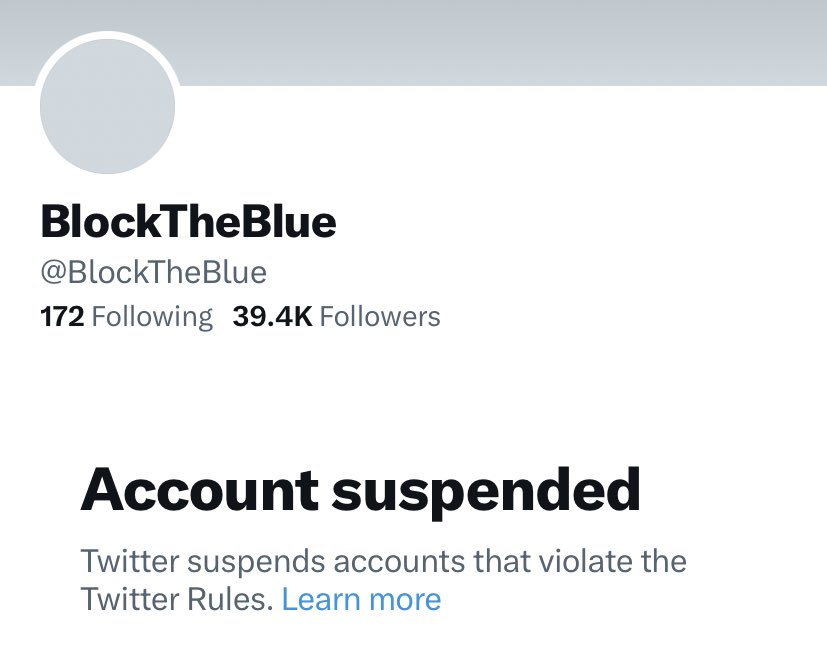 BlockTheBlue
@BlockTheBlue
172 Following 39.4K Followers
Account suspended
Twitter suspends accounts that violate the
Twitter Rules. Learn more